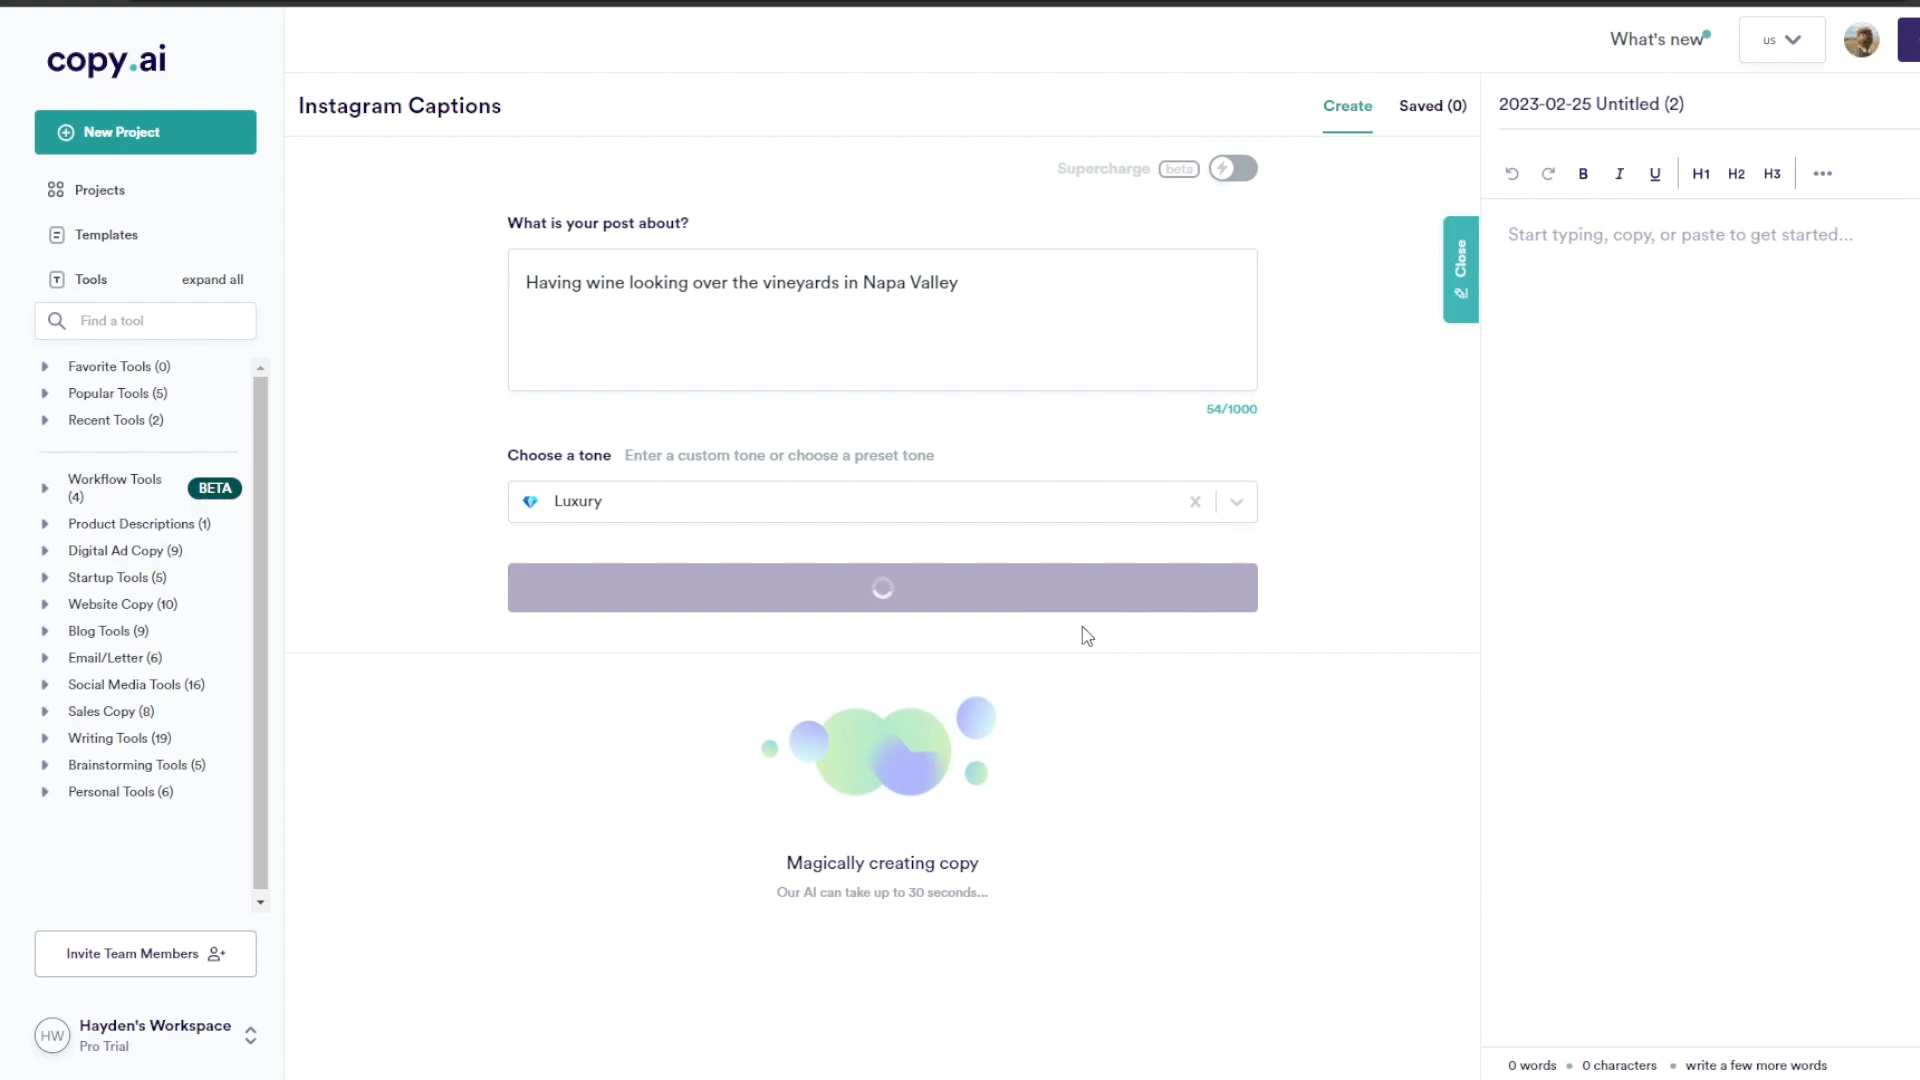 copy.ai
New Project
Projects
Templates
Tools
expand all
Find a tool
Favorite Tools (0)
Popular Tools (5)
Recent Tools (2)
Workflow Tools
(4)
BETA
Product Descriptions (1)
Digital Ad Copy (9)
Startup Tools (5)
Website Copy (10)
Blog Tools (9)
Email/Letter (6)
Social Media Tools (16)
Sales Copy (8)
Writing Tools (19)
Brainstorming Tools (5)
Personal Tools (6)
Invite Team Members
HW
Hayden's Workspace
Pro Trial
What's new
us
Instagram Captions
Create
Saved (0)
Supercharge beta
What is your post about?
Having wine looking over the vineyards in Napa Valley
54/1000
Choose a tone Enter a custom tone or choose a preset tone
Luxury
Magically creating copy
Our AI can take up to 30 seconds...
Close
2023-02-25 Untitled (2)
B I U H1 H2 H3
Start typing, copy, or paste to get started...
0 words • 0 characters • write a few more words